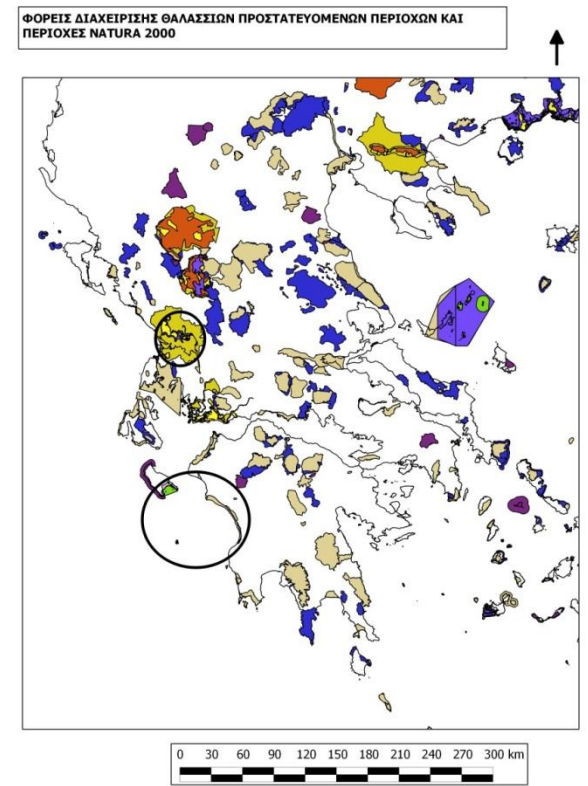 ΦΟΡΕΙΣ ΔΙΑΧΕΙΡΙΣΗΣ ΘΑΛΑΣΣΙΩΝ ΠΡΟΣΤΑΤΕΥΟΜΕΝΩΝ ΠΕΡΙΟΧΩΝ ΚΑΙ
ΠΕΡΙΟΧΕΣ NATURA 2000
0 30 60 90 120 150 180 210 240 270 300 km